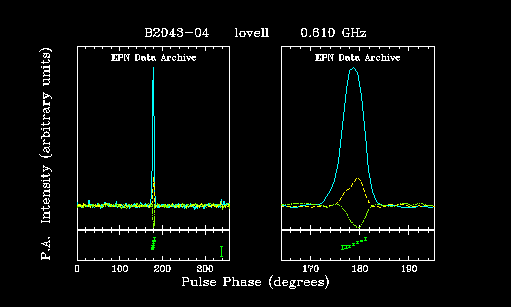 B2043-04 lovell 0.610 GHz
EPN Data Archive EPN Data Archive
P.A. Intensity (arbitrary units)
0 100 200 300 170 180 190
Pulse Phase (degrees)